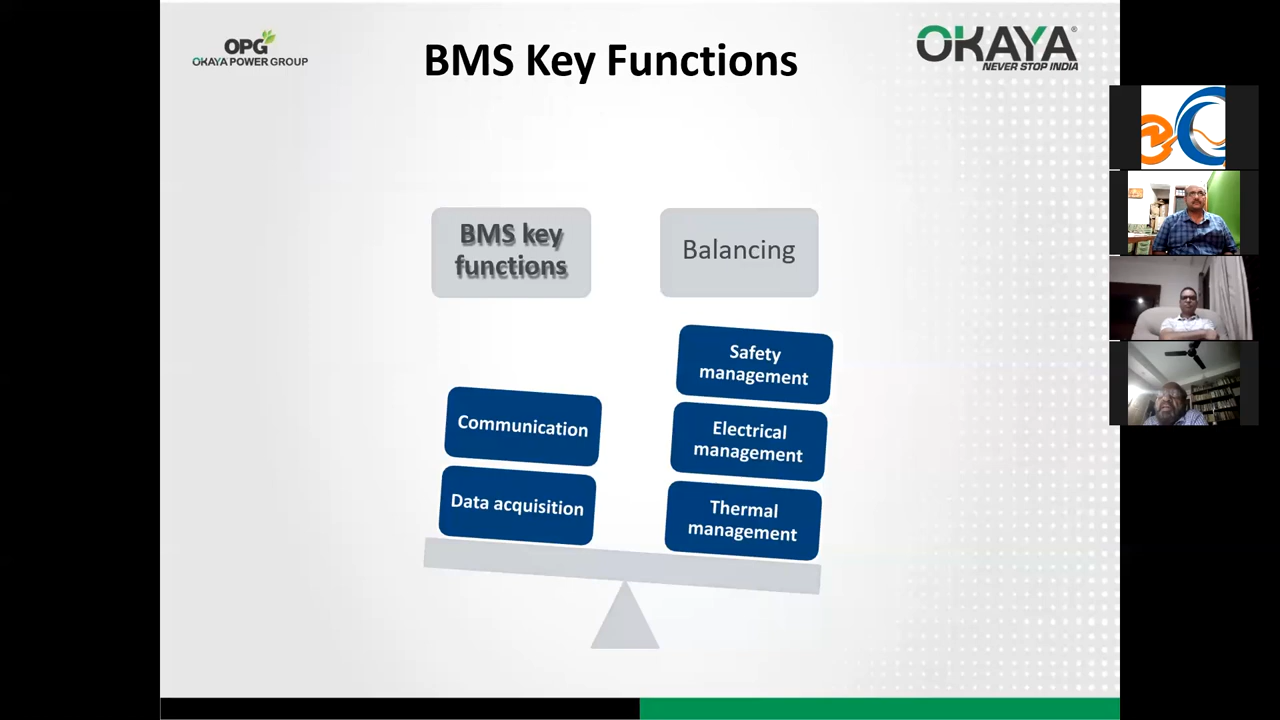 OPG
OKAYA POWER GROUP
BMS Key Functions
OKAYA
NEVER STOP INDIA
BMS key
functions
Balancing
Safety
management
Communication
Electrical
management
Data acquisition
Thermal
management